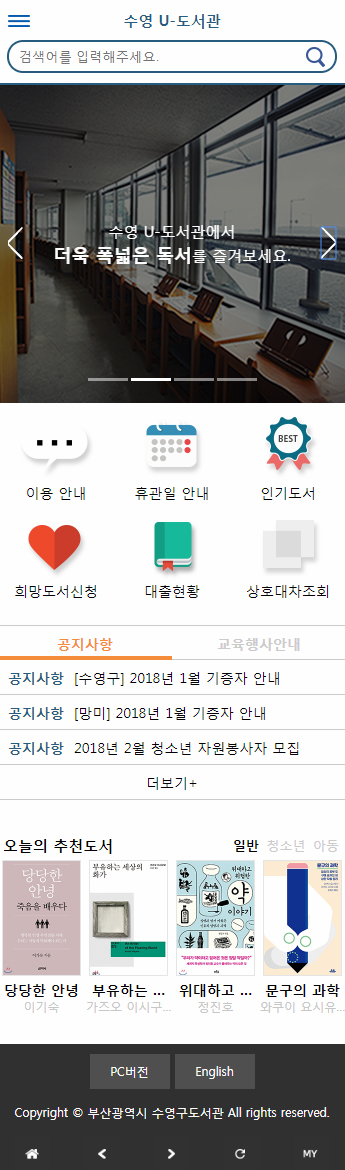 수영 U-도서관
검색어를 입력해주세요.
수영 U-도서관에서
더욱 폭넓은 독서를 즐겨보세요.
BEST
이용 안내
휴관일 안내
인기도서
희망도서신청
대출현황
상호대차조회
공지사항 교육행사안내
공지사항 [수영구] 2018년 1월 기증자 안내
공지사항 [망미] 2018년 1월 기증자 안내
공지사항 2018년 2월 청소년 자원봉사자 모집
더보기+
오늘의 추천도서 일반 청소년 아동
당당한
안녕
죽음을 배우다
부유하는 세상의
화가
위대하고
약
이야기
문구의 과학
당당한 안녕
이기숙
부유하는 ...
가즈오 이시구...
위대하고 ...
정진호
문구의 과학
와쿠이 요시유...
PC버전 English
Copyright © 부산광역시 수영구도서관 All rights reserved.
MY